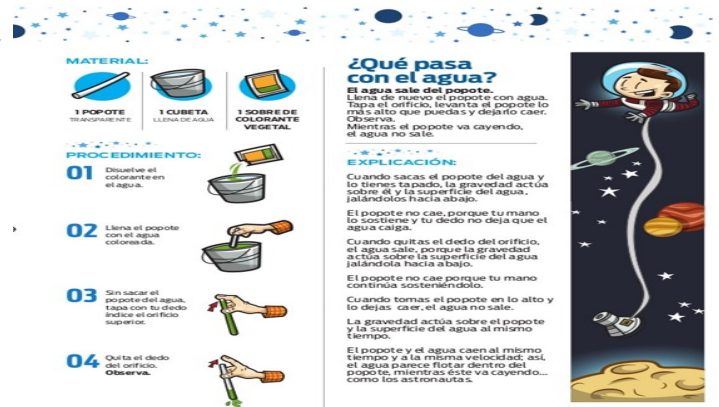 MATERIAL:
1 POPOTE
TRANSPARENTE
1 CUBETA
LLENA DE AGUA
1 SOBRE DE
COLORANTE
VEGETAL
PROCEDIMIENTO:
01
Disuelve el
colorante en
el agua.
02
Llena el popote
con el agua
coloreada.
03
Sin sacar el
popote del agua,
tapa con tu dedo
índice el orificio
superior.
04
Quita el dedo
del orificio.
Observa.
¿Qué pasa
con el agua?
El agua sale del popote.
Llena de nuevo el popote con agua.
Tapa el orificio, levanta el popote lo
más alto que puedas y dejarlo caer.
Observa.
Mientras el popote va cayendo,
el agua no sale.
EXPLICACIÓN:
Cuando sacas el popote del agua y
lo tienes tapado, la gravedad actúa
sobre él y la superficie del agua,
jalándolos hacia abajo.
El popote no cae, porque tu mano
lo sostiene y tu dedo no deja que el
agua caiga.
Cuando quitas el dedo del orificio,
el agua sale, porque la gravedad
actúa sobre la superficie del agua
jalándola hacia abajo.
El popote no cae porque tu mano
continúa sosteniéndolo.
Cuando tomas el popote en lo alto y
lo dejas caer, el agua no sale.
La gravedad actúa sobre el popote
y la superficie del agua al mismo
tiempo.
El popote y el agua caen al mismo
tiempo y a la misma velocidad; así,
el agua parece flotar dentro del
popote, mientras éste va cayendo...
como los astronautas.